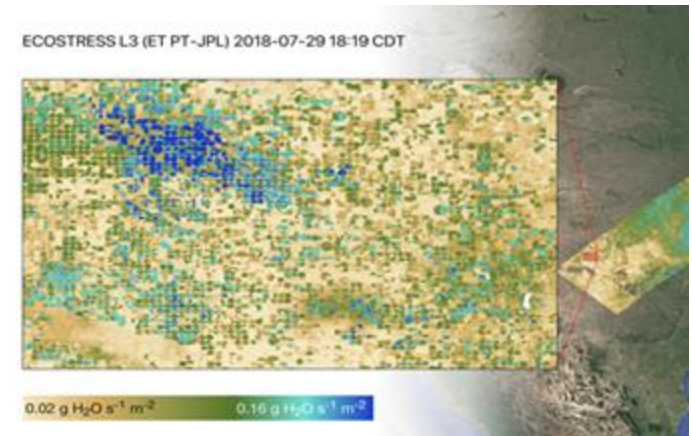 ECOSTRESS L3 (ET PT-JPL) 2018-07-29 18:19 CDT
0.02 g H₂O s⁻¹ m⁻² 0.16 g H₂O s⁻¹ m⁻²